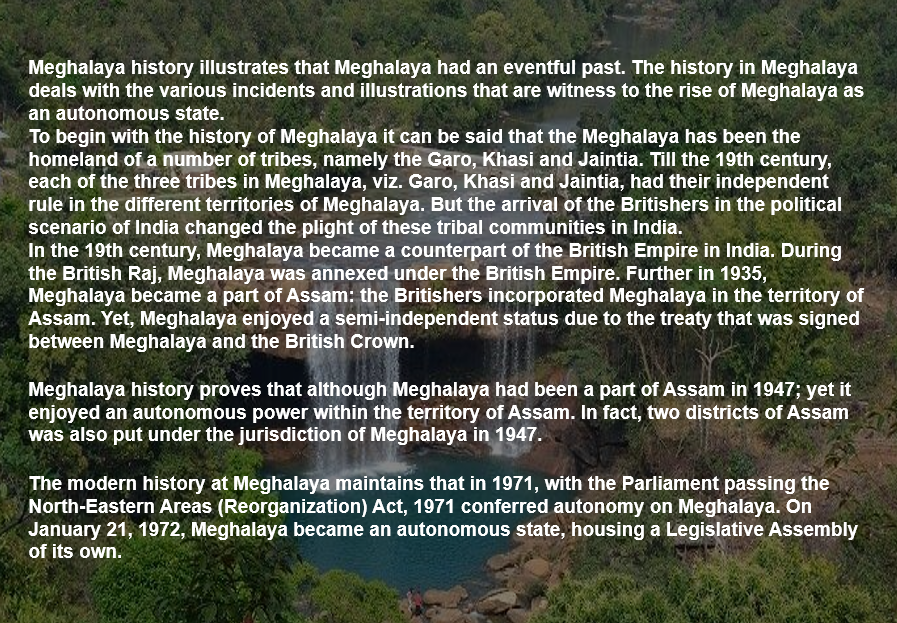 Meghalaya history illustrates that Meghalaya had an eventful past. The history in Meghalaya
deals with the various incidents and illustrations that are witness to the rise of Meghalaya as
an autonomous state.
To begin with the history of Meghalaya it can be said that the Meghalaya has been the
homeland of a number of tribes, namely the Garo, Khasi and Jaintia. Till the 19th century,
each of the three tribes in Meghalaya, viz. Garo, Khasi and Jaintia, had their independent
rule in the different territories of Meghalaya. But the arrival of the Britishers in the political
scenario of India changed the plight of these tribal communities in India.
In the 19th century, Meghalaya became a counterpart of the British Empire in India. During
the British Raj, Meghalaya was annexed under the British Empire. Further in 1935,
Meghalaya became a part of Assam: the Britishers incorporated Meghalaya in the territory of
Assam. Yet, Meghalaya enjoyed a semi-independent status due to the treaty that was signed
between Meghalaya and the British Crown.
Meghalaya history proves that although Meghalaya had been a part of Assam in 1947; yet it
enjoyed an autonomous power within the territory of Assam. In fact, two districts of Assam
was also put under the jurisdiction of Meghalaya in 1947.
The modern history at Meghalaya maintains that in 1971, with the Parliament passing the
North-Eastern Areas (Reorganization) Act, 1971 conferred autonomy on Meghalaya. On
January 21, 1972, Meghalaya became an autonomous state, housing a Legislative Assembly
of its own.